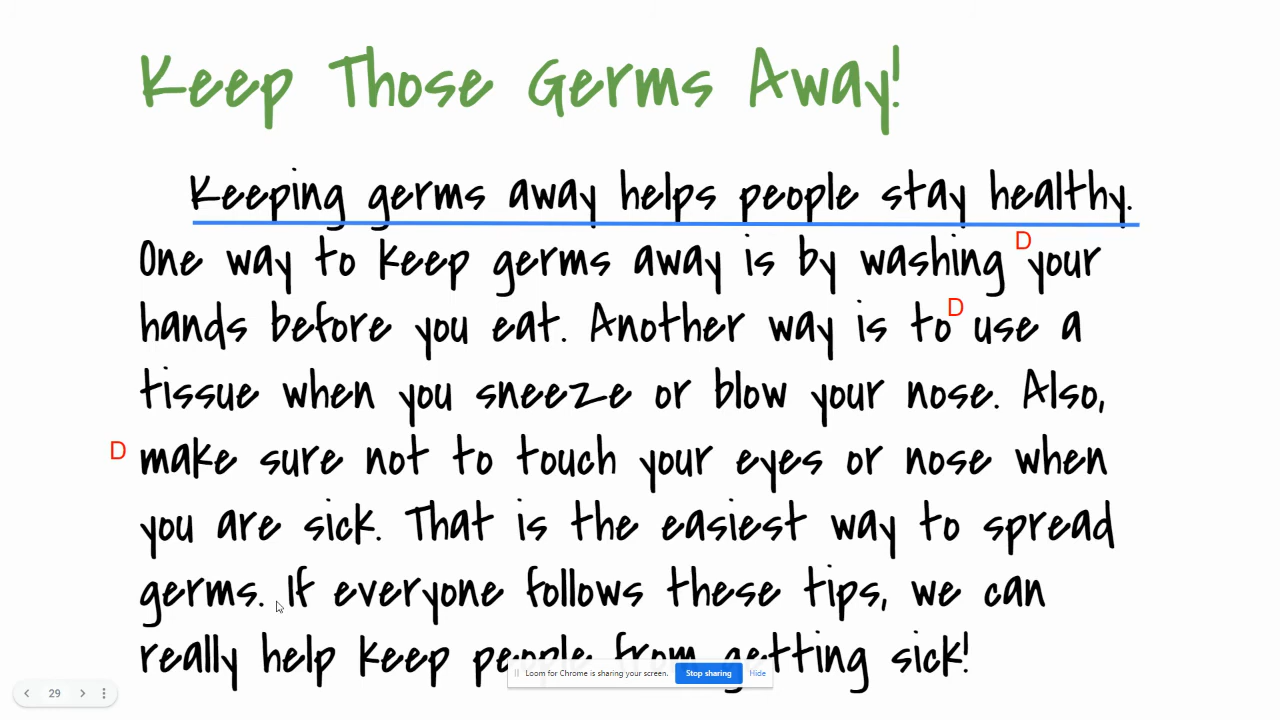 Keep Those Germs Away!
Keeping germs away helps people stay healthy.
One way to keep germs away is by washing D your
hands before you eat. Another way is to D use a
tissue when you sneeze or blow your nose. Also,
D make sure not to touch your eyes or nose when
you are sick. That is the easiest way to spread
germs. If everyone follows these tips, we can
really help keep people from getting sick!
Loom for Chrome is sharing your screen. Stop sharing Hide
29